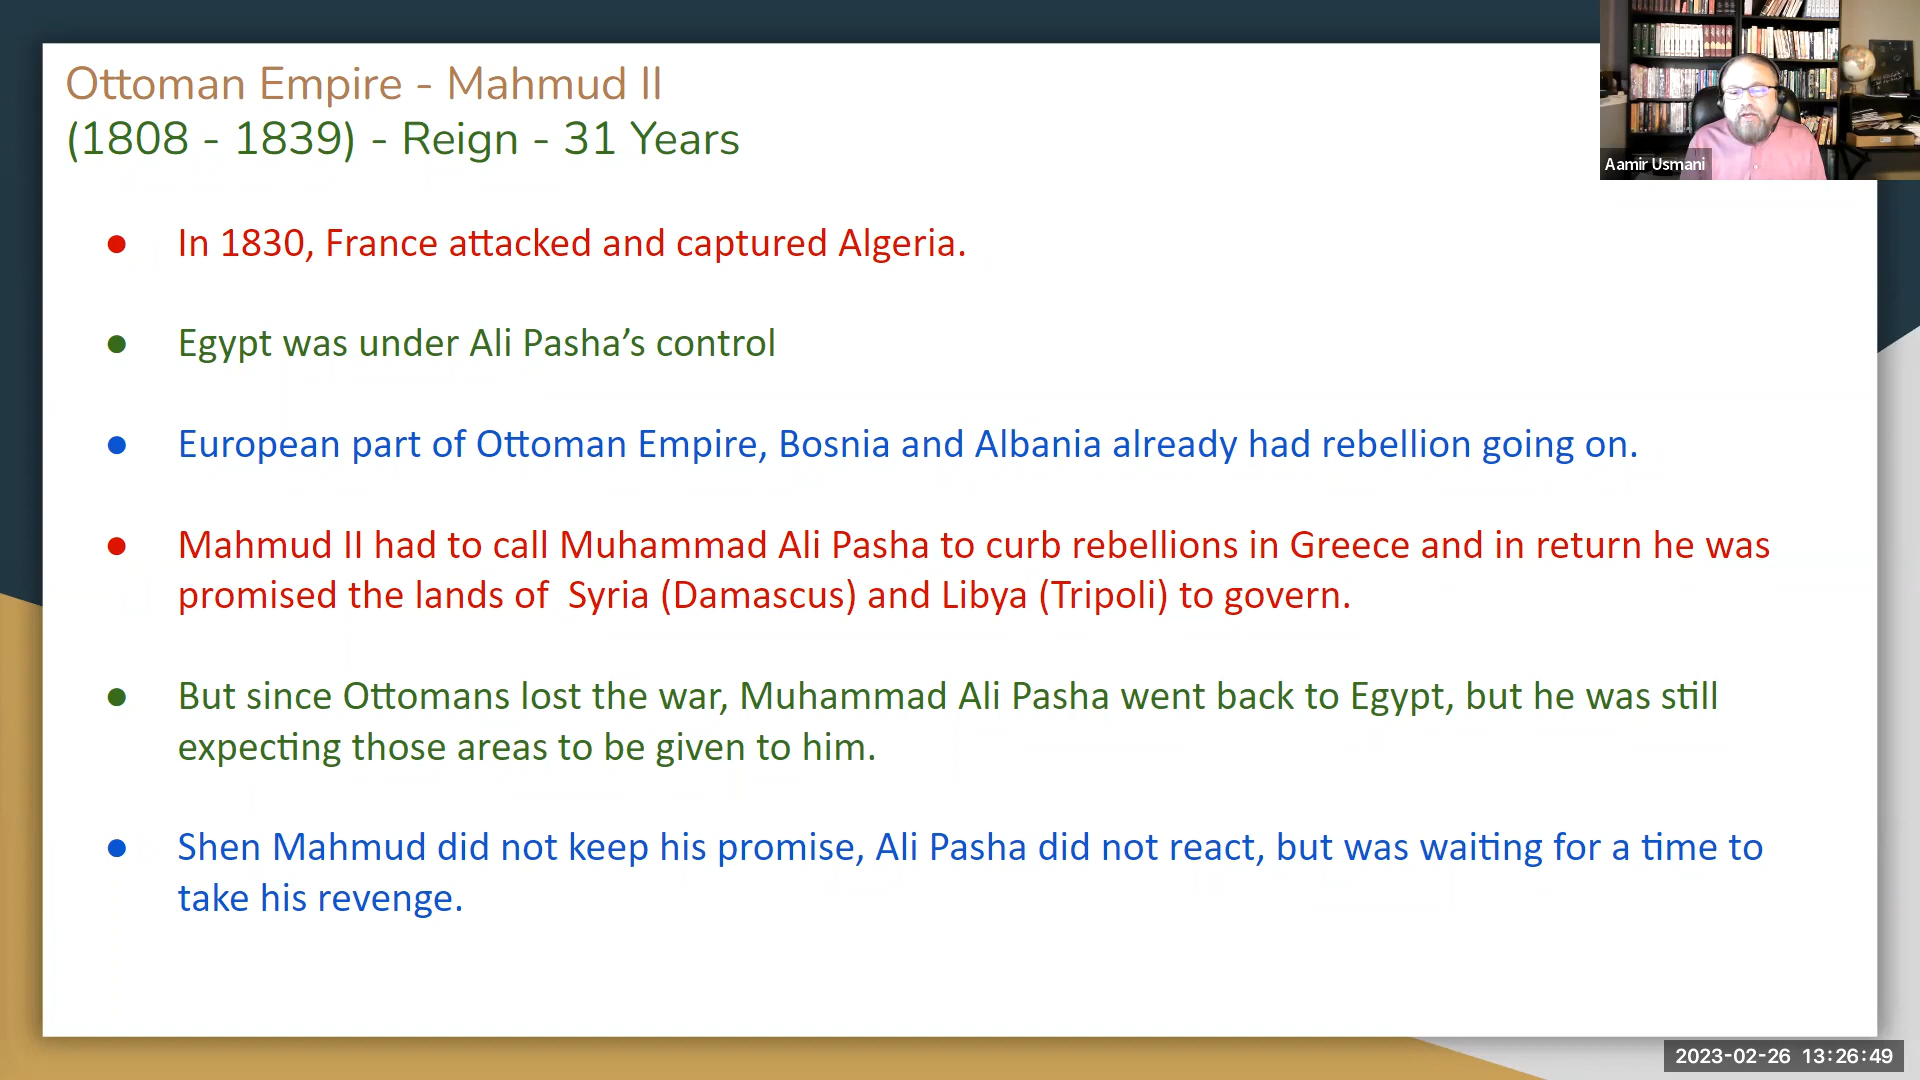 Ottoman Empire - Mahmud II
(1808 - 1839) - Reign - 31 Years
Aamir Usmani
● In 1830, France attacked and captured Algeria.
● Egypt was under Ali Pasha’s control
● European part of Ottoman Empire, Bosnia and Albania already had rebellion going on.
● Mahmud II had to call Muhammad Ali Pasha to curb rebellions in Greece and in return he was
promised the lands of  Syria (Damascus) and Libya (Tripoli) to govern.
● But since Ottomans lost the war, Muhammad Ali Pasha went back to Egypt, but he was still
expecting those areas to be given to him.
● Shen Mahmud did not keep his promise, Ali Pasha did not react, but was waiting for a time to
take his revenge.
2023-02-26 13:26:49